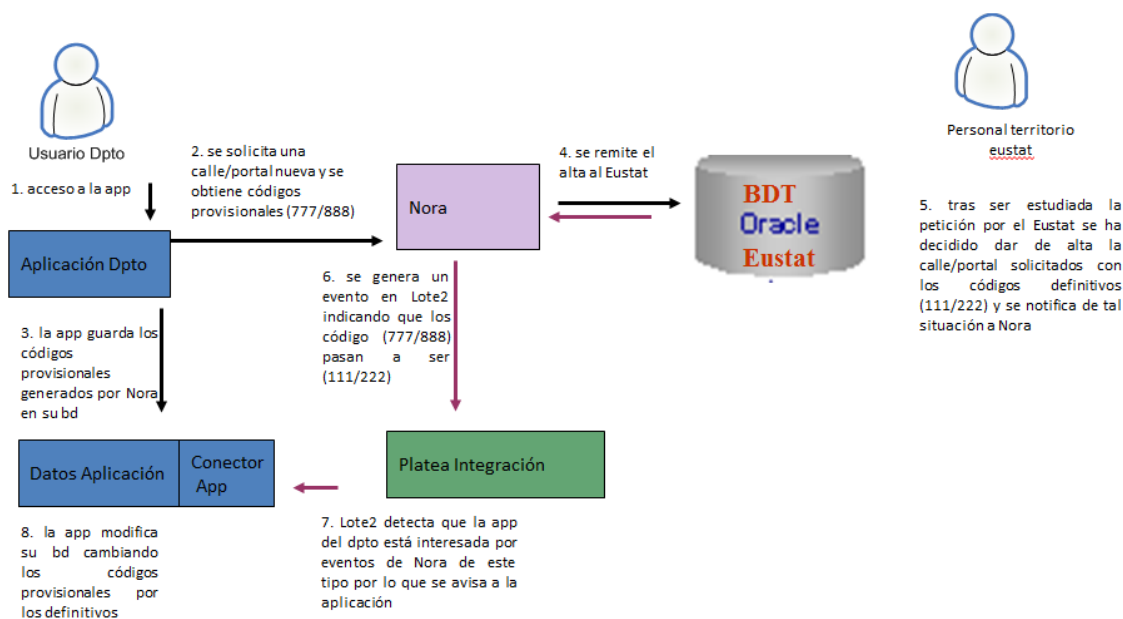 Usuario Dpto
1. acceso a la app
2. se solicita una
calle/portal nueva y se
obtiene códigos
provisionales (777/888)
Aplicación Dpto
Nora
4. se remite el
alta al Eustat
BDT
Oracle
Eustat
Personal territorio
eustat
5. tras ser estudiada la
petición por el Eustat se ha
decidido dar de alta la
calle/portal solicitados con
los códigos definitivos
(111/222) y se notifica de tal
situación a Nora
3. la app guarda los
códigos
provisionales
generados por Nora
en su bd
6. se genera un
evento en Lote2
indicando que los
código (777/888)
pasan a ser
(111/222)
Datos Aplicación
Conector
App
Platea Integración
8. la app modifica
su bd cambiando
los códigos
provisionales por
los definitivos
7. Lote2 detecta que la app
del dpto está interesada por
eventos de Nora de este
tipo por lo que se avisa a la
aplicación